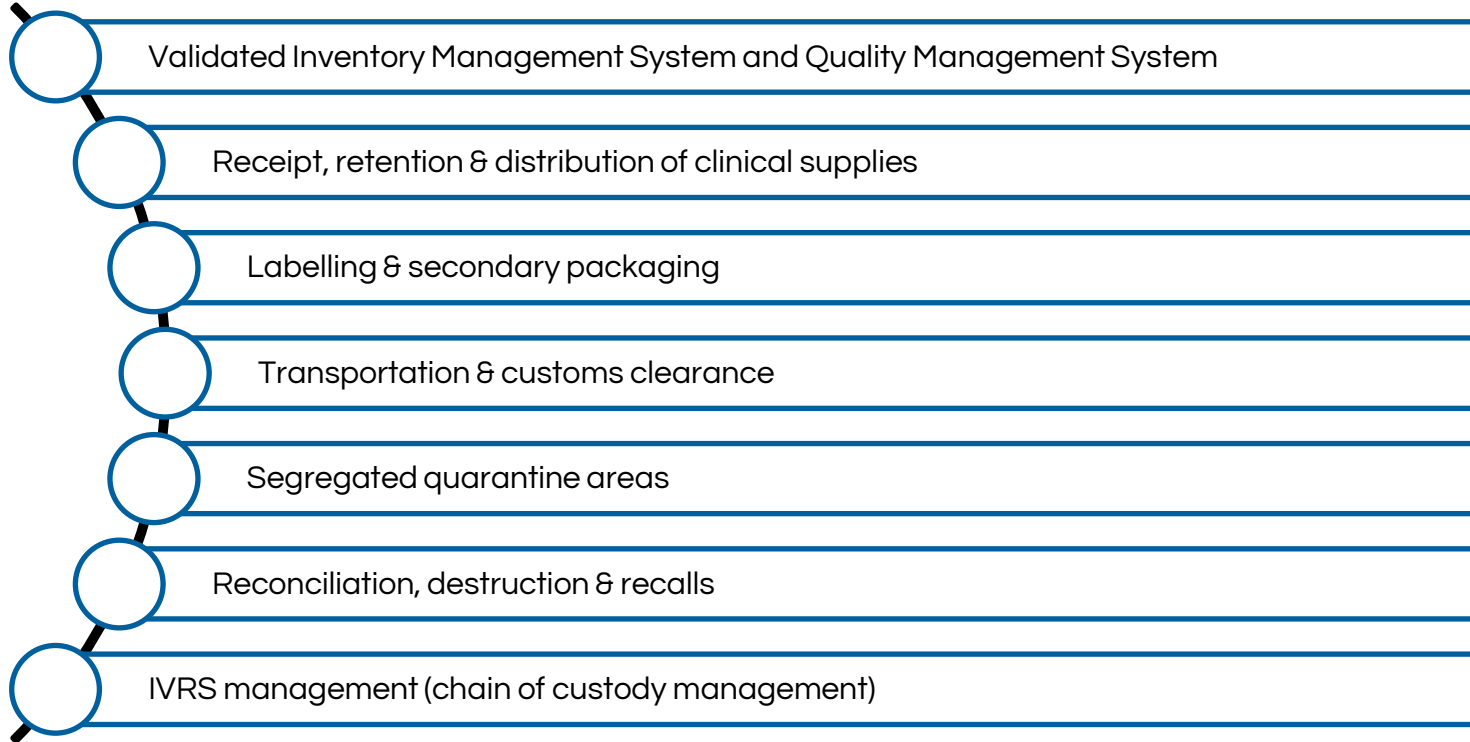 Validated Inventory Management System and Quality Management System
Receipt, retention & distribution of clinical supplies
Labelling & secondary packaging
Transportation & customs clearance
Segregated quarantine areas
Reconciliation, destruction & recalls
IVRS management (chain of custody management)